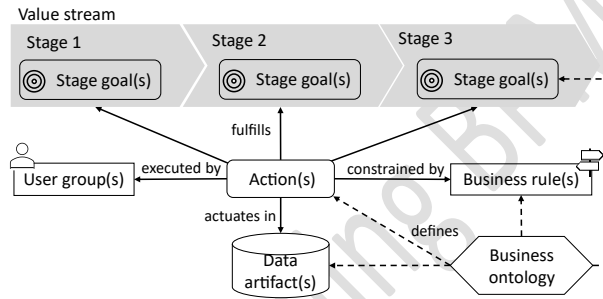 Value stream
Stage 1
Stage 2
Stage 3
Stage goal(s)
Stage goal(s)
Stage goal(s)
fulfills
User group(s)
executed by
Action(s)
constrained by
Business rule(s)
actuates in
defines
Data
artifact(s)
Business
ontology